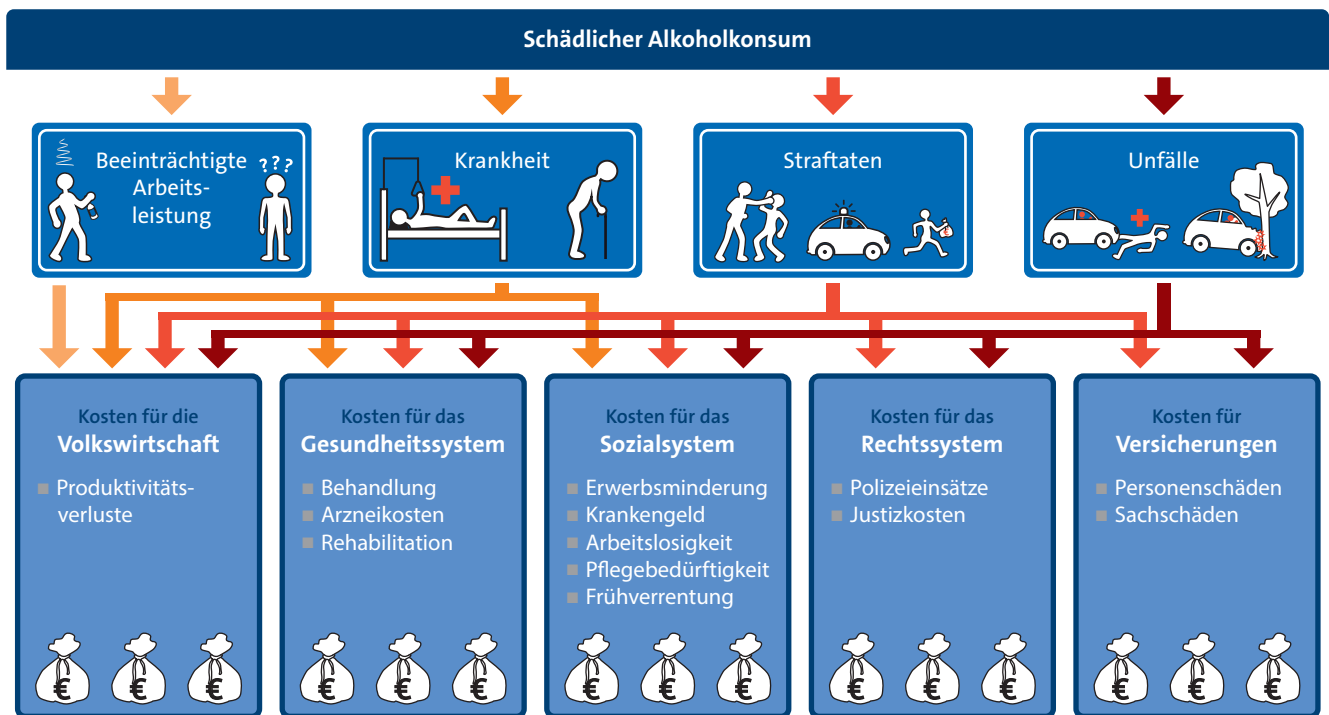 Schädlicher Alkoholkonsum
Beeinträchtigte
Arbeits-
leistung
???
Krankheit
Straftaten
Unfälle
Kosten für die
Volkswirtschaft
Produktivitäts-
verluste
€ € €
Kosten für das
Gesundheitssystem
Behandlung
Arzneikosten
Rehabilitation
€ € €
Kosten für das
Sozialsystem
Erwerbsminderung
Krankengeld
Arbeitslosigkeit
Pflegebedürftigkeit
Frühverrentung
€ € €
Kosten für das
Rechtssystem
Polizeieinsätze
Justizkosten
€ € €
Kosten für
Versicherungen
Personenschäden
Sachschäden
€ € €